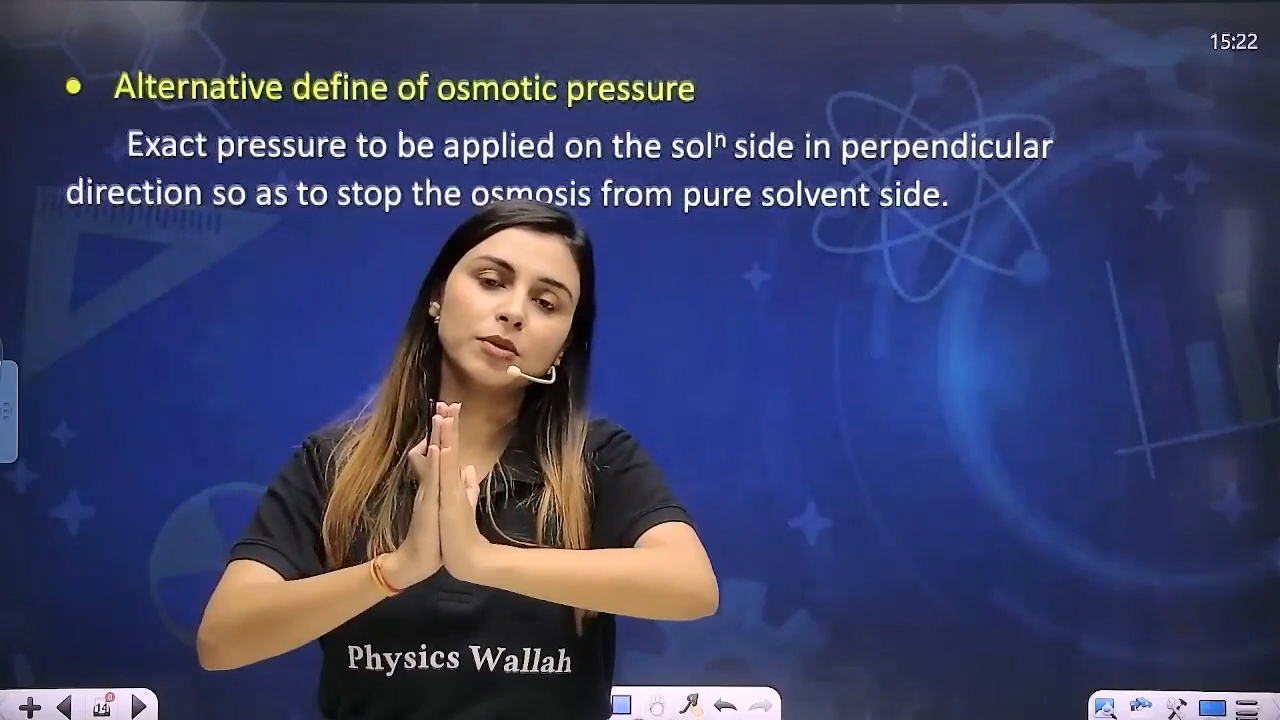 15:22
• Alternative define of osmotic pressure
Exact pressure to be applied on the solⁿ side in perpendicular
direction so as to stop the osmosis from pure solvent side.
Physics Wallah